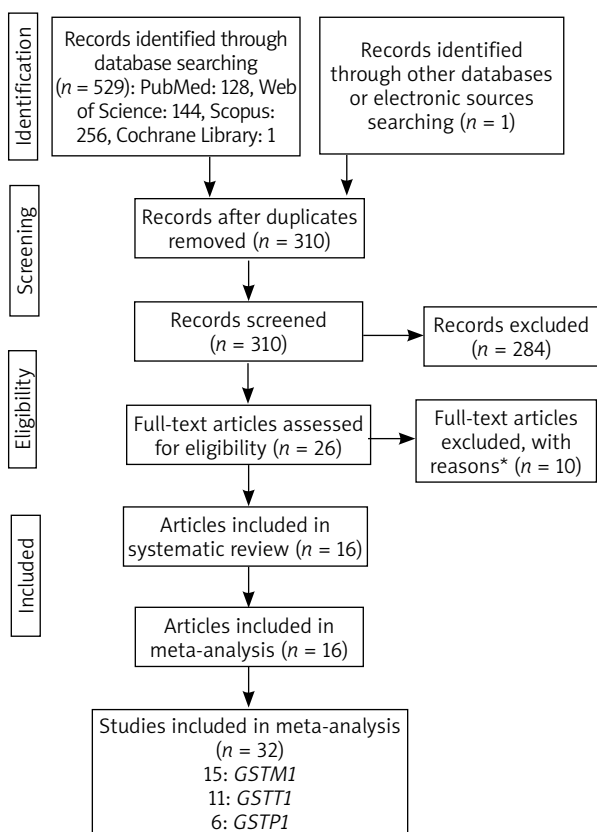 Identification
Records identified through
database searching
(n = 529): PubMed: 128, Web
of Science: 144, Scopus:
256, Cochrane Library: 1
Records identified
through other databases
or electronic sources
searching (n = 1)
Screening
Records after duplicates
removed (n = 310)
Records screened
(n = 310)
Records excluded
(n = 284)
Eligibility
Full-text articles assessed
for eligibility (n = 26)
Full-text articles
excluded, with
reasons* (n = 10)
Included
Articles included in
systematic review (n = 16)
Articles included in
meta-analysis (n = 16)
Studies included in meta-analysis
(n = 32)
15: GSTM1
11: GSTT1
6: GSTP1